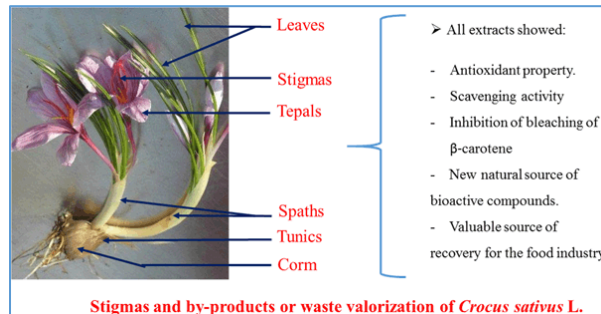 Leaves
Stigmas
Tepals
Spaths
Tunics
Corm
➢ All extracts showed:
- Antioxidant property.
- Scavenging activity
- Inhibition of bleaching of
β-carotene
- New natural source of
bioactive compounds.
- Valuable source of
recovery for the food industry
Stigmas and by-products or waste valorization of Crocus sativus L.